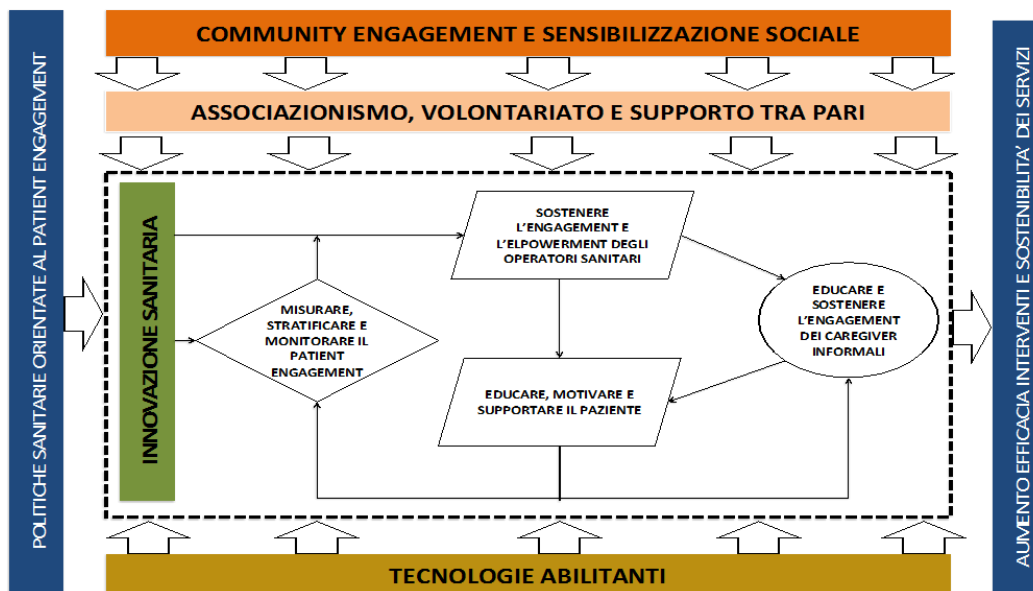 POLITICHE SANITARIE ORIENTATE AL PATIENT ENGAGEMENT
COMMUNITY ENGAGEMENT E SENSIBILIZZAZIONE SOCIALE
ASSOCIAZIONISMO, VOLONTARIATO E SUPPORTO TRA PARI
INNOVAZIONE SANITARIA
MISURARE,
STRATIFICARE E
MONITORARE IL
PATIENT
ENGAGEMENT
SOSTENERE
L'ENGAGEMENT E
L'ELPOWERMENT DEGLI
OPERATORI SANITARI
EDUCARE, MOTIVARE E
SUPPORTARE IL PAZIENTE
EDUCARE E
SOSTENERE
L'ENGAGEMENT
DEI CAREGIVER
INFORMALI
TECNOLOGIE ABILITANTI
AUMENTO EFFICACIA INTERVENTI E SOSTENIBILITA' DEI SERVIZI